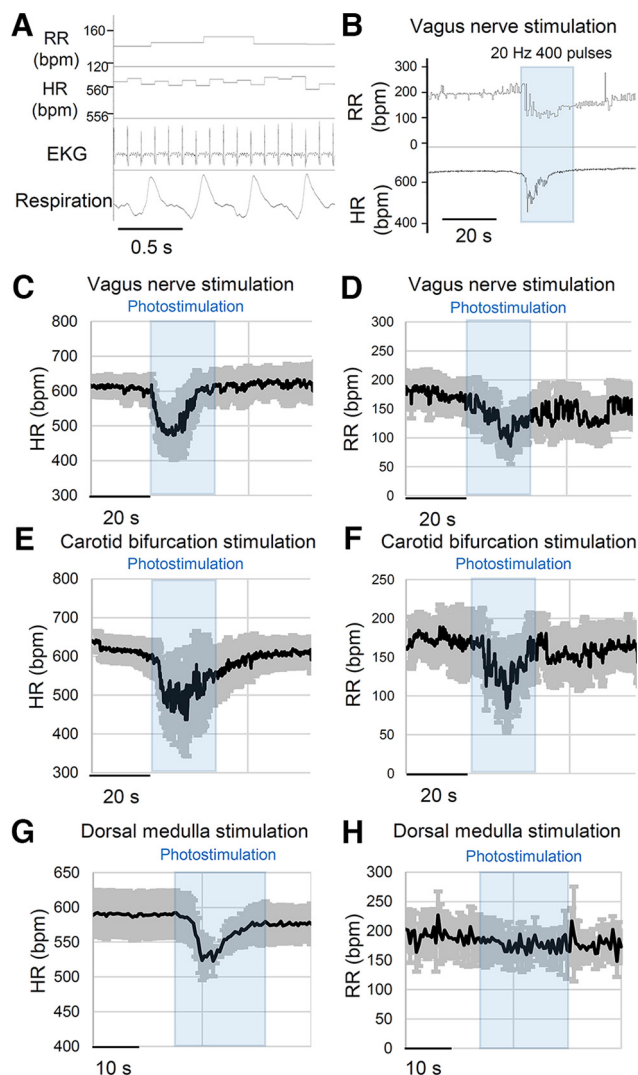 A
RR
(bpm)
160
120
HR
(bpm)
560
556
EKG
Respiration
0.5 s
B
Vagus nerve stimulation
20 Hz 400 pulses
RR
(bpm)
300
200
100
0
HR
(bpm)
600
400
20 s
C
Vagus nerve stimulation
Photostimulation
HR (bpm)
800
700
600
500
400
300
20 s
D
Vagus nerve stimulation
Photostimulation
RR (bpm)
300
250
200
150
100
50
0
20 s
E
Carotid bifurcation stimulation
Photostimulation
HR (bpm)
800
700
600
500
400
300
20 s
F
Carotid bifurcation stimulation
Photostimulation
RR (bpm)
250
200
150
100
50
0
20 s
G
Dorsal medulla stimulation
Photostimulation
HR (bpm)
650
600
550
500
450
400
10 s
H
Dorsal medulla stimulation
Photostimulation
RR (bpm)
300
250
200
150
100
50
0
10 s